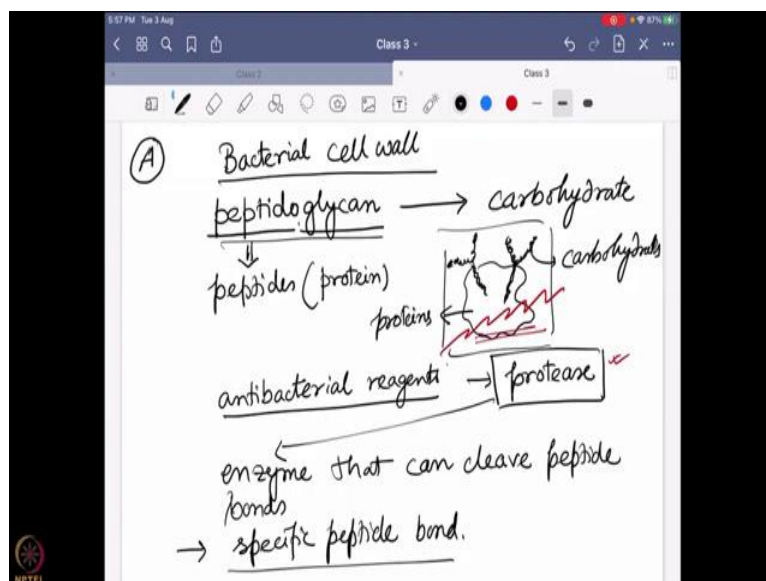 5:57 PM Tue 3 Aug
87%
Class 3
Class 2
Class 3
A
Bacterial cell wall
peptidoglycan → carbohydrate
peptides (protein)
carbohydrates
proteins
antibacterial reagents → protease
enzyme that can cleave peptide
bonds
→ specific peptide bond.
NPTEL